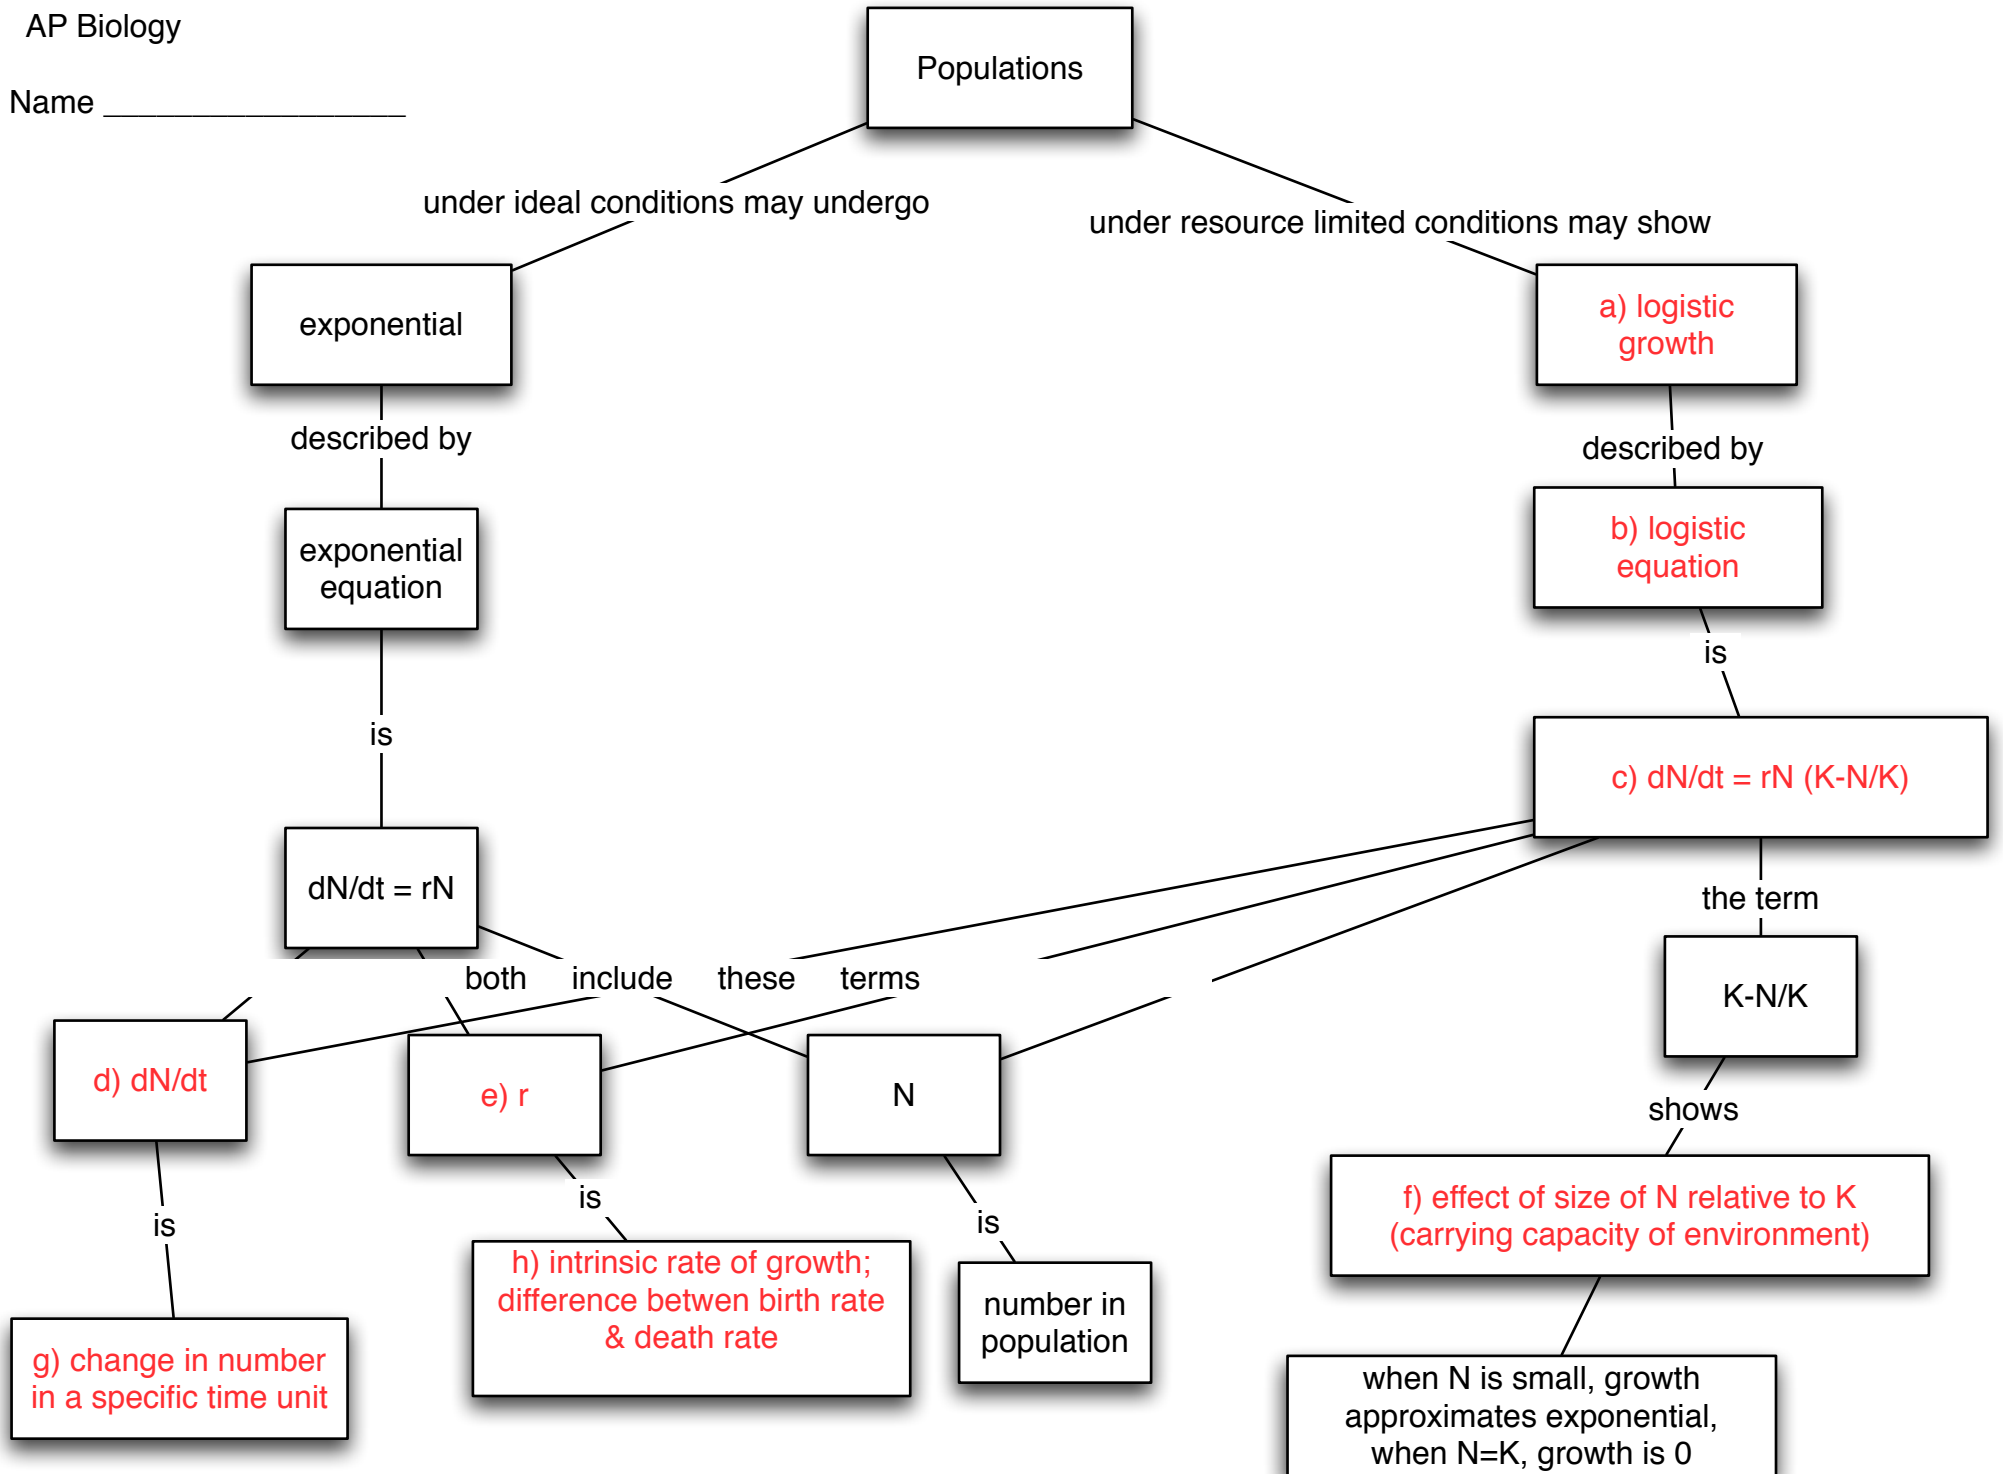 AP Biology
Populations
Name _________________
under ideal conditions may undergo
under resource limited conditions may show
exponential
a) logistic
growth
described by
described by
exponential
equation
b) logistic
equation
is
is
c) dN/dt = rN (K-N/K)
dN/dt = rN
the term
both include these terms
K-N/K
d) dN/dt
e) r
N
shows
is
is
is
f) effect of size of N relative to K
(carrying capacity of environment)
h) intrinsic rate of growth;
difference betwen birth rate
& death rate
number in
population
g) change in number
in a specific time unit
when N is small, growth
approximates exponential,
when N=K, growth is 0